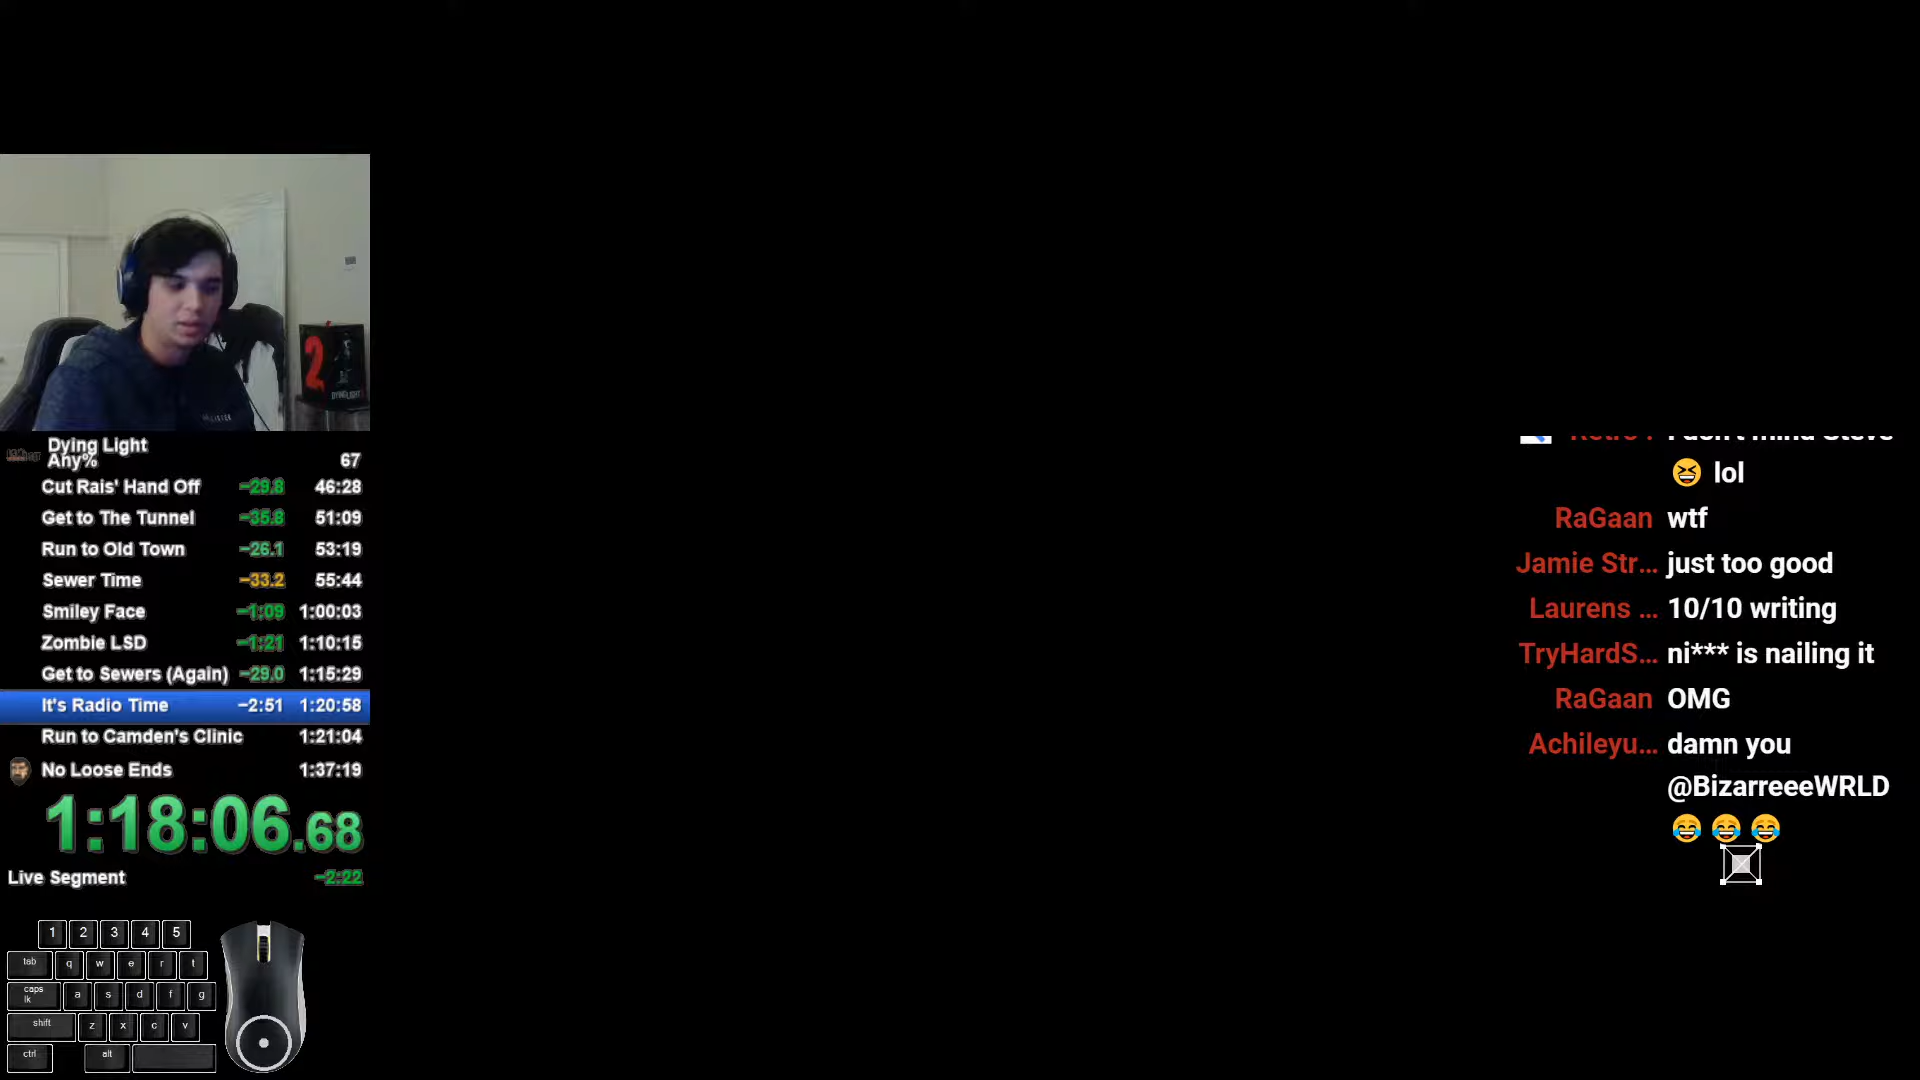 Dying Light
Any% 67
Cut Rais' Hand Off −29.8 46:28
Get to The Tunnel −35.8 51:09
Run to Old Town −26.1 53:19
Sewer Time −33.2 55:44
Smiley Face −1:09 1:00:03
Zombie LSD −1:21 1:10:15
Get to Sewers (Again) −29.0 1:15:29
It's Radio Time −2:51 1:20:58
Run to Camden's Clinic 1:21:04
No Loose Ends 1:37:19
1:18:06.68
Live Segment −2:22
1 2 3 4 5
tab q w e r t
caps
lk a s d f g
shift z x c v
ctrl alt
2
DYING LIGHT
😆 lol
RaGaan wtf
Jamie Str… just too good
Laurens … 10/10 writing
TryHardS… ni*** is nailing it
RaGaan OMG
Achileyu… damn you
@BizarreeeWRLD
😂 😂 😂